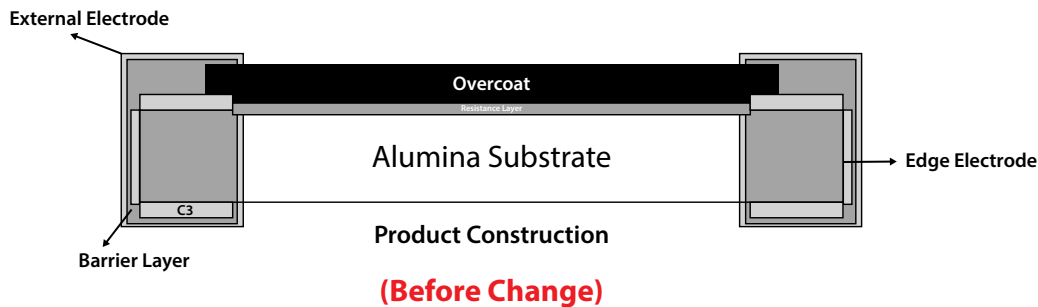 External Electrode
Overcoat
Resistance Layer
Alumina Substrate
Edge Electrode
C3
Product Construction
Barrier Layer
(Before Change)